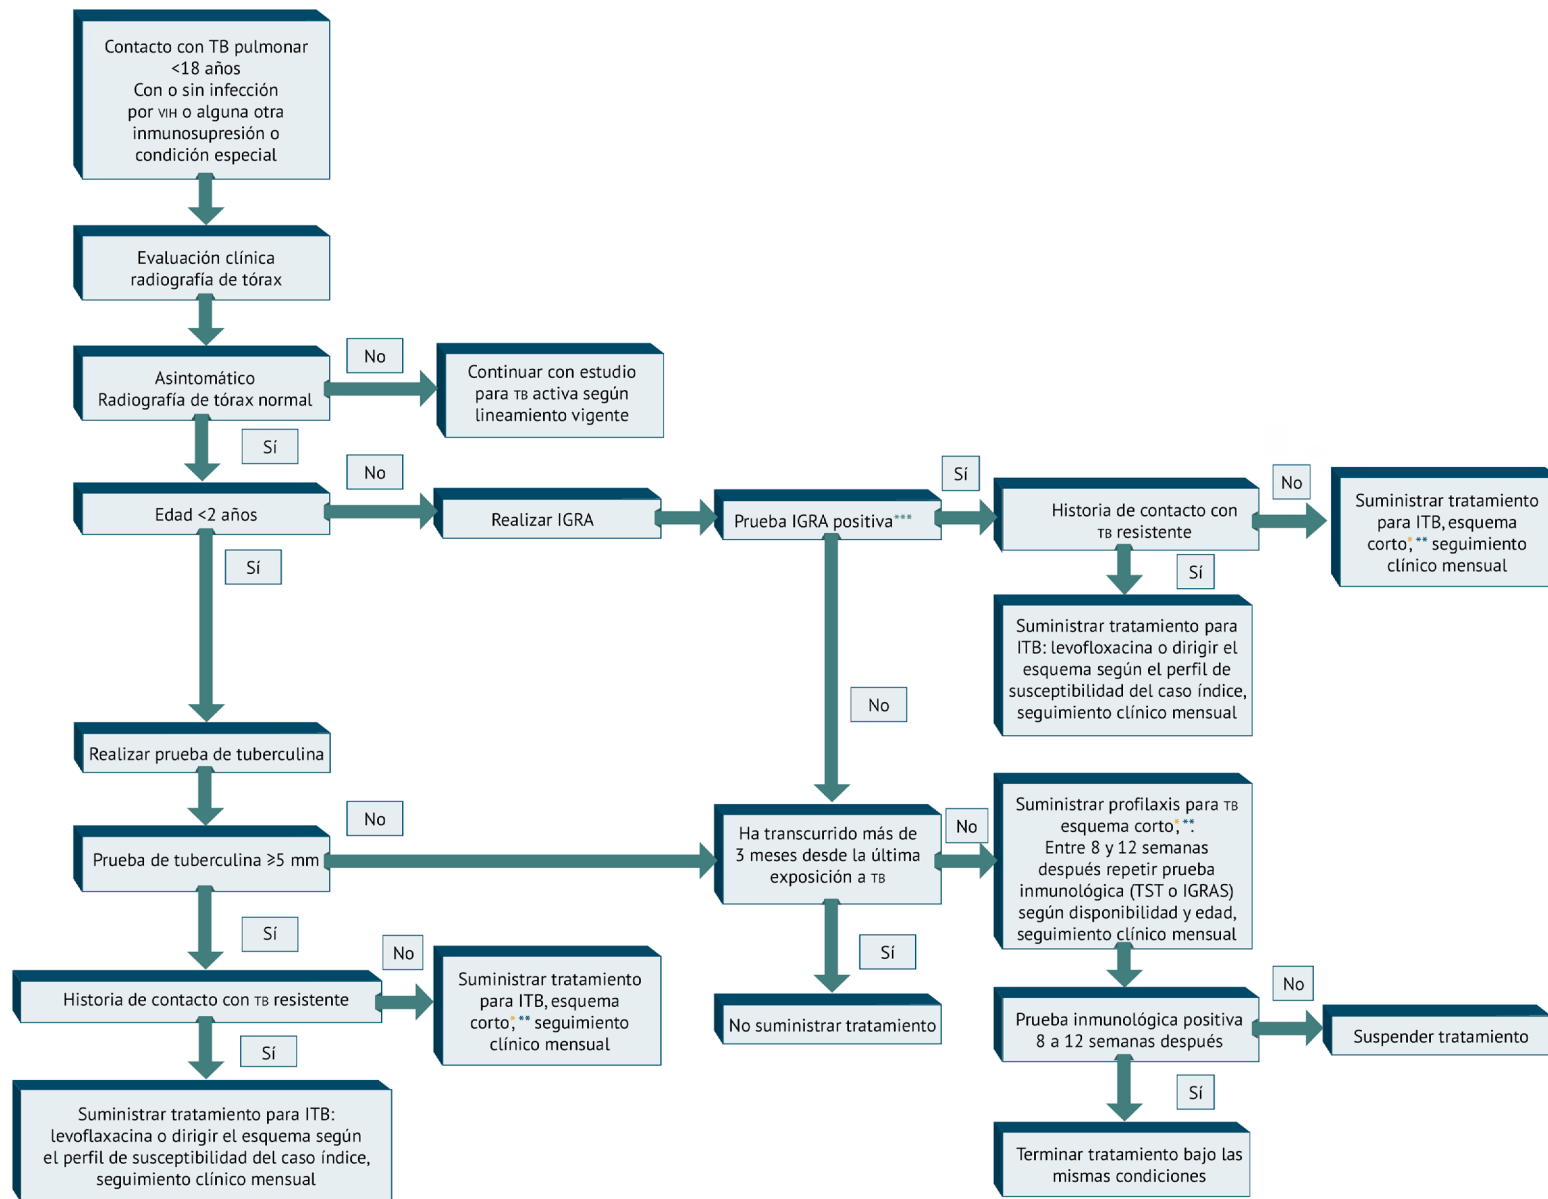 Contacto con TB pulmonar
<18 años
Con o sin infección
por VIH o alguna otra
inmunosupresión o
condición especial
Evaluación clínica
radiografía de tórax
Asintomático
Radiografía de tórax normal
No
Continuar con estudio
para TB activa según
lineamiento vigente
Sí
Edad <2 años
No
Realizar IGRA
Prueba IGRA positiva***
Sí
Historia de contacto con
TB resistente
No
Suministrar tratamiento
para ITB, esquema
corto*,** seguimiento
clínico mensual
Sí
Suministrar tratamiento para
ITB: levofloxacina o dirigir el
esquema según el perfil de
susceptibilidad del caso índice,
seguimiento clínico mensual
Sí
No
Realizar prueba de tuberculina
Prueba de tuberculina >5 mm
No
Ha transcurrido más de
3 meses desde la última
exposición a TB
No
Suministrar profilaxis para TB
esquema corto*,**.
Entre 8 y 12 semanas
después repetir prueba
inmunológica (TST o IGRAS)
según disponibilidad y edad,
seguimiento clínico mensual
Sí
Sí
Historia de contacto con TB resistente
No
Suministrar tratamiento
para ITB, esquema
corto*,** seguimiento
clínico mensual
No suministrar tratamiento
Prueba inmunológica positiva
8 a 12 semanas después
No
Suspender tratamiento
Sí
Sí
Suministrar tratamiento para ITB:
levoflaxacina o dirigir el esquema según
el perfil de susceptibilidad del caso índice,
seguimiento clínico mensual
Terminar tratamiento bajo las
mismas condiciones